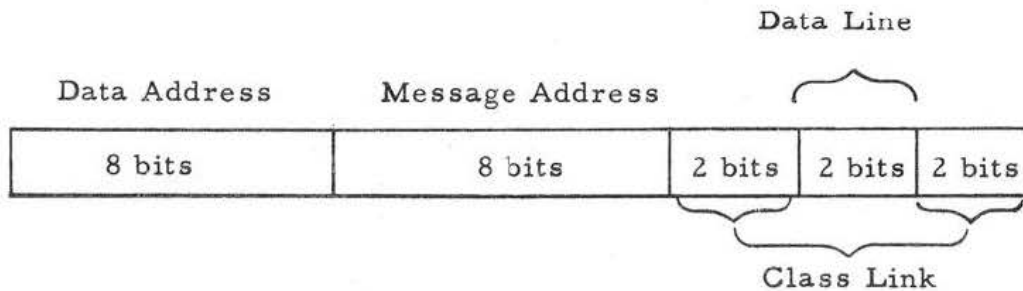 Data Line
Data Address Message Address
8 bits 8 bits 2 bits 2 bits 2 bits
Class Link